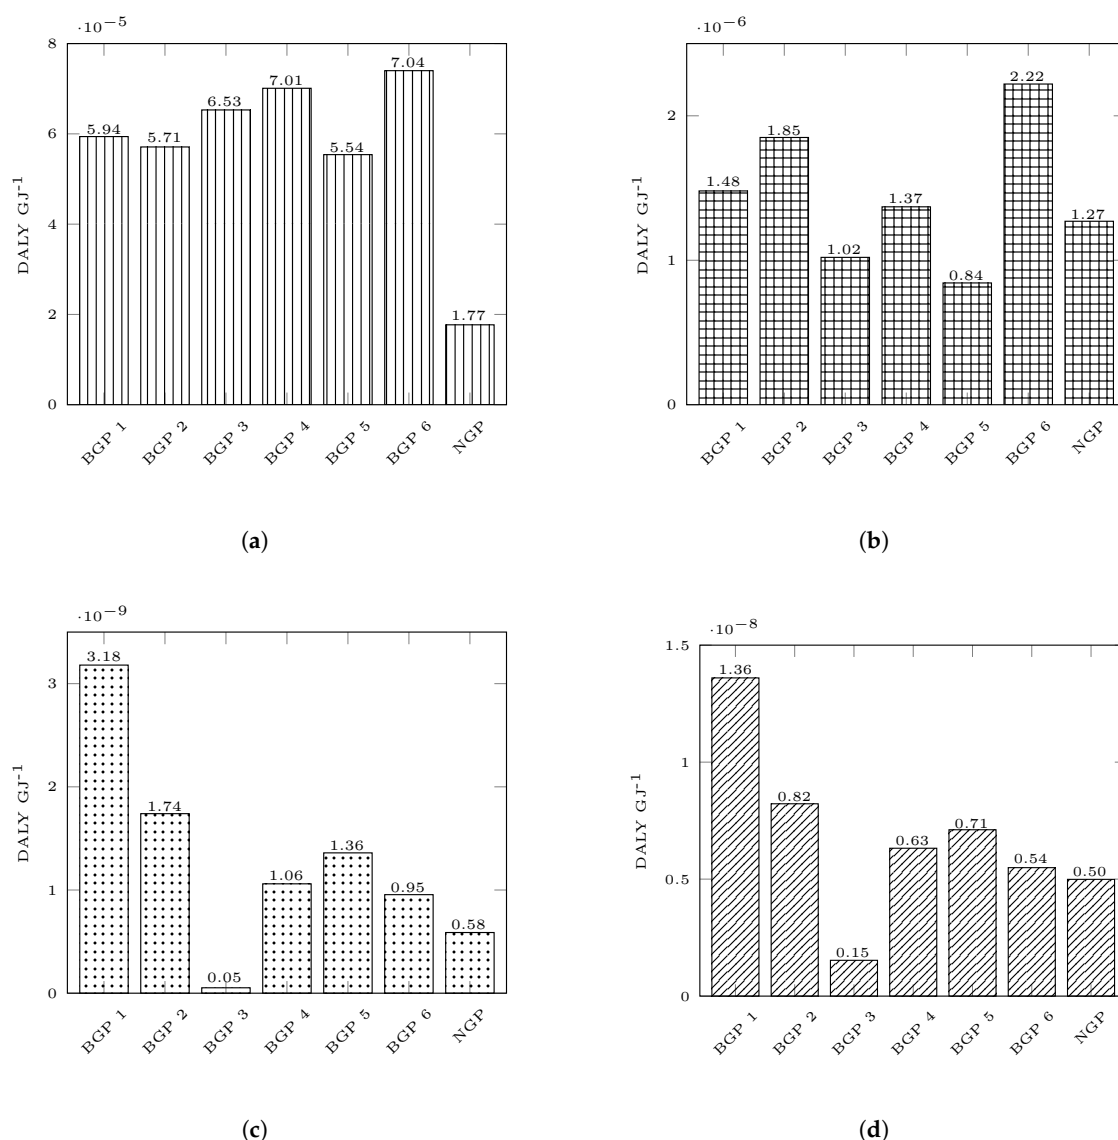 ·10−5
8
6
4
2
0
DALY GJ-1
5.94
5.71
6.53
7.01
5.54
7.04
1.77
BGP 1
BGP 2
BGP 3
BGP 4
BGP 5
BGP 6
NGP
(a)
·10−6
2
1
0
DALY GJ-1
1.48
1.85
1.02
1.37
0.84
2.22
1.27
BGP 1
BGP 2
BGP 3
BGP 4
BGP 5
BGP 6
NGP
(b)
·10−9
3
2
1
0
DALY GJ-1
3.18
1.74
0.05
1.06
1.36
0.95
0.58
BGP 1
BGP 2
BGP 3
BGP 4
BGP 5
BGP 6
NGP
(c)
·10−8
1.5
1
0.5
0
DALY GJ-1
1.36
0.82
0.15
0.63
0.71
0.54
0.50
BGP 1
BGP 2
BGP 3
BGP 4
BGP 5
BGP 6
NGP
(d)